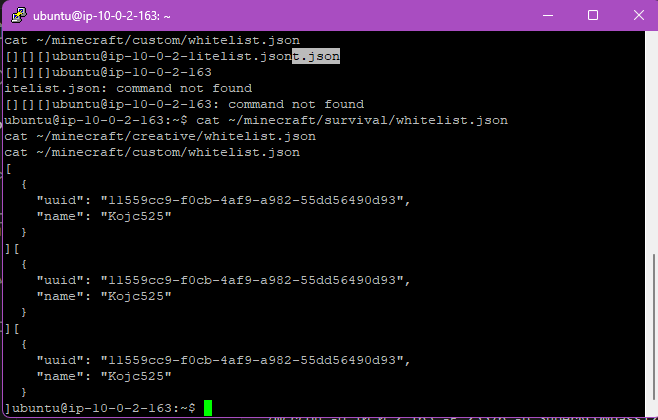 ubuntu@ip-10-0-2-163: ~
cat ~/minecraft/custom/whitelist.json
[][][]ubuntu@ip-10-0-2-litelist.jsont.json
[][][]ubuntu@ip-10-0-2-163
itelist.json: command not found
[][][]ubuntu@ip-10-0-2-163: command not found
ubuntu@ip-10-0-2-163:~$ cat ~/minecraft/survival/whitelist.json
cat ~/minecraft/creative/whitelist.json
cat ~/minecraft/custom/whitelist.json
[
  {
    "uuid": "11559cc9-f0cb-4af9-a982-55dd56490d93",
    "name": "Kojc525"
  }
][
  {
    "uuid": "11559cc9-f0cb-4af9-a982-55dd56490d93",
    "name": "Kojc525"
  }
][
  {
    "uuid": "11559cc9-f0cb-4af9-a982-55dd56490d93",
    "name": "Kojc525"
  }
]ubuntu@ip-10-0-2-163:~$